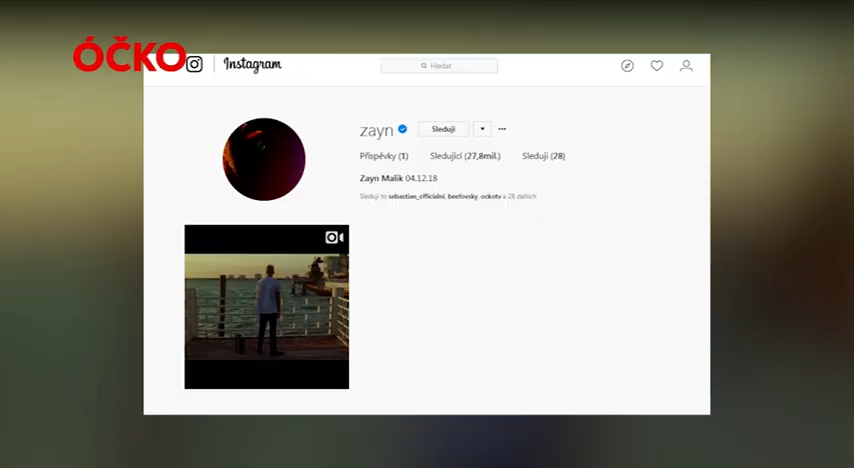 ÓČKO
Instagram
Hledat
zayn
Sleduji
Příspěvky (1) Sledující (27,8mil.) Sleduji (28)
Zayn Malik 04.12.18
Sledují to sebastian_officialni, beefovsky, ockotv a 28 dalších